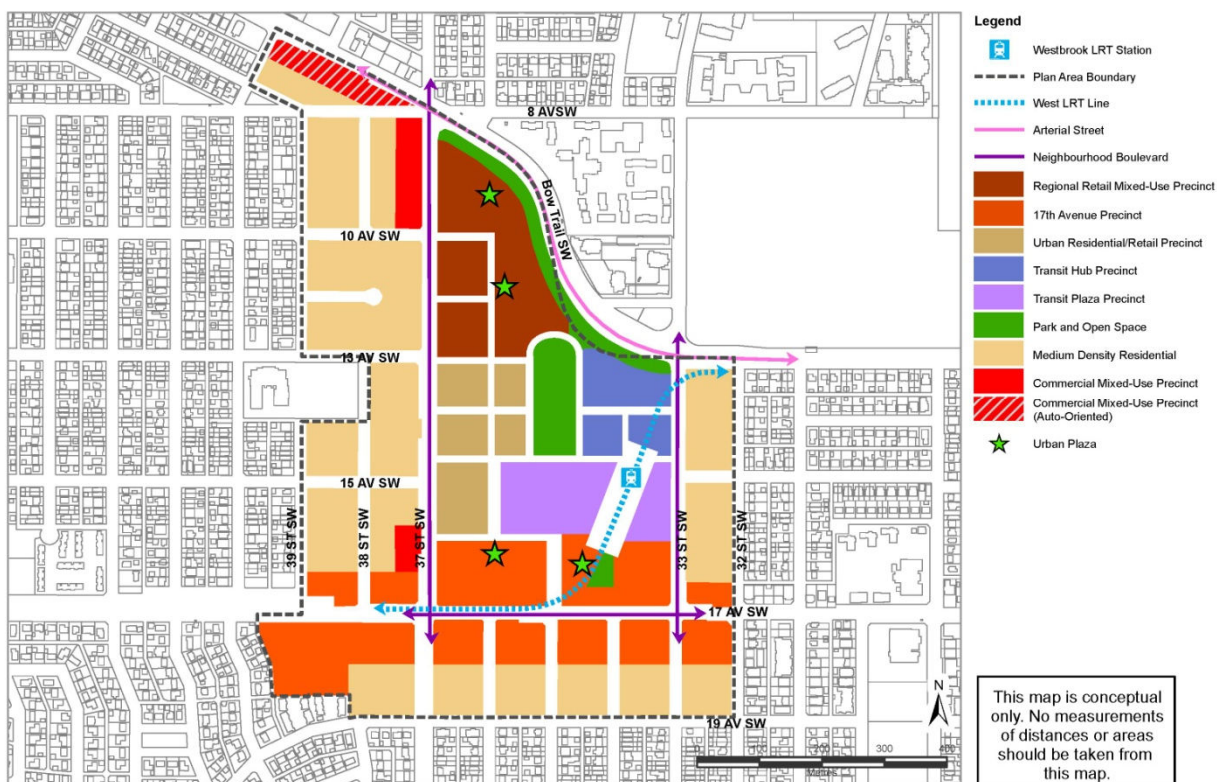 Legend
Westbrook LRT Station
Plan Area Boundary
West LRT Line
Arterial Street
Neighbourhood Boulevard
Regional Retail Mixed-Use Precinct
17th Avenue Precinct
Urban Residential/Retail Precinct
Transit Hub Precinct
Transit Plaza Precinct
Park and Open Space
Medium Density Residential
Commercial Mixed-Use Precinct
Commercial Mixed-Use Precinct
(Auto-Oriented)
Urban Plaza
8 AVSW
Bow Trail SW
10 AV SW
13 AV SW
15 AV SW
39 ST SW
38 ST SW
37 ST SW
33 ST SW
32 ST SW
17 AV SW
19 AV SW
N
0 100 200 300 400
Metres
This map is conceptual
only. No measurements
of distances or areas
should be taken from
this map.